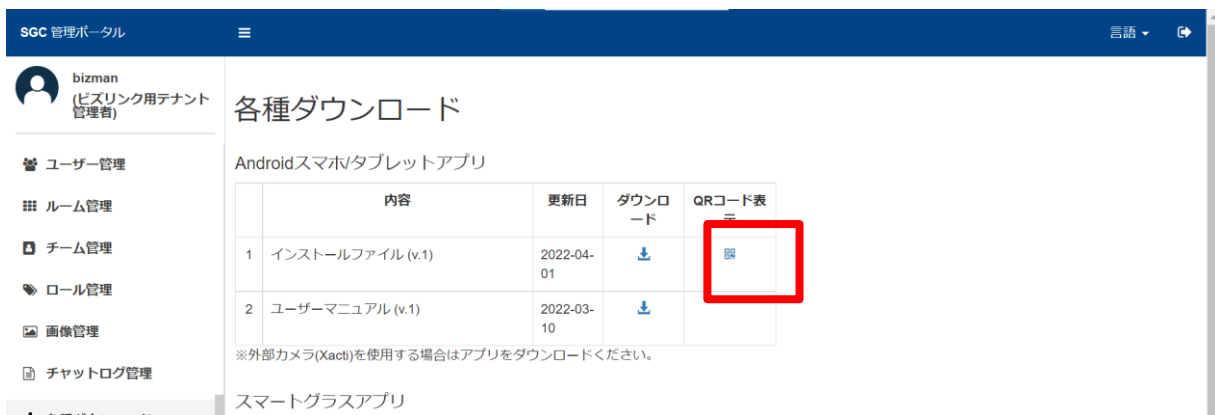 SGC 管理ポータル
言語
bizman
(ビズリンク用テナント
管理者)
ユーザー管理
ルーム管理
チーム管理
ロール管理
画像管理
チャットログ管理
各種ダウンロード
Androidスマホ/タブレットアプリ
内容 更新日 ダウンロ
ード QRコード表
示
1 インストールファイル (v.1) 2022-04-
01
2 ユーザーマニュアル (v.1) 2022-03-
10
※外部カメラ(Xacti)を使用する場合はアプリをダウンロードください。
スマートグラスアプリ